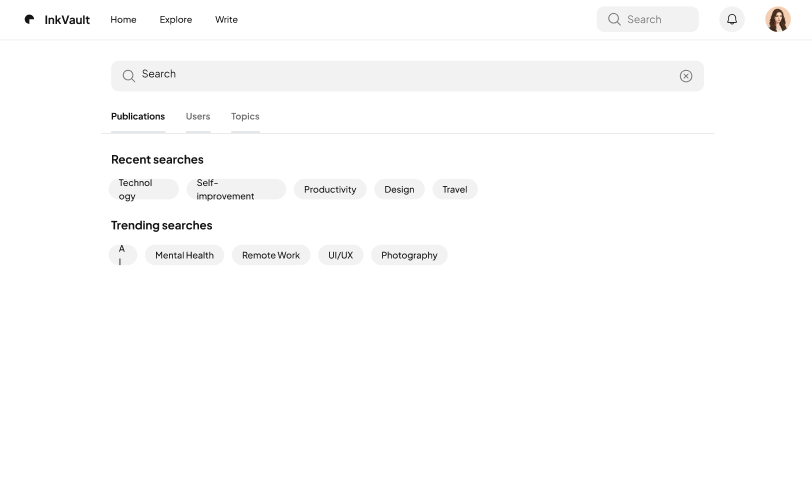 InkVault Home Explore Write Search
Search
Publications Users Topics
Recent searches
Technol
ogy
Self-
improvement
Productivity Design Travel
Trending searches
A
I
Mental Health Remote Work UI/UX Photography